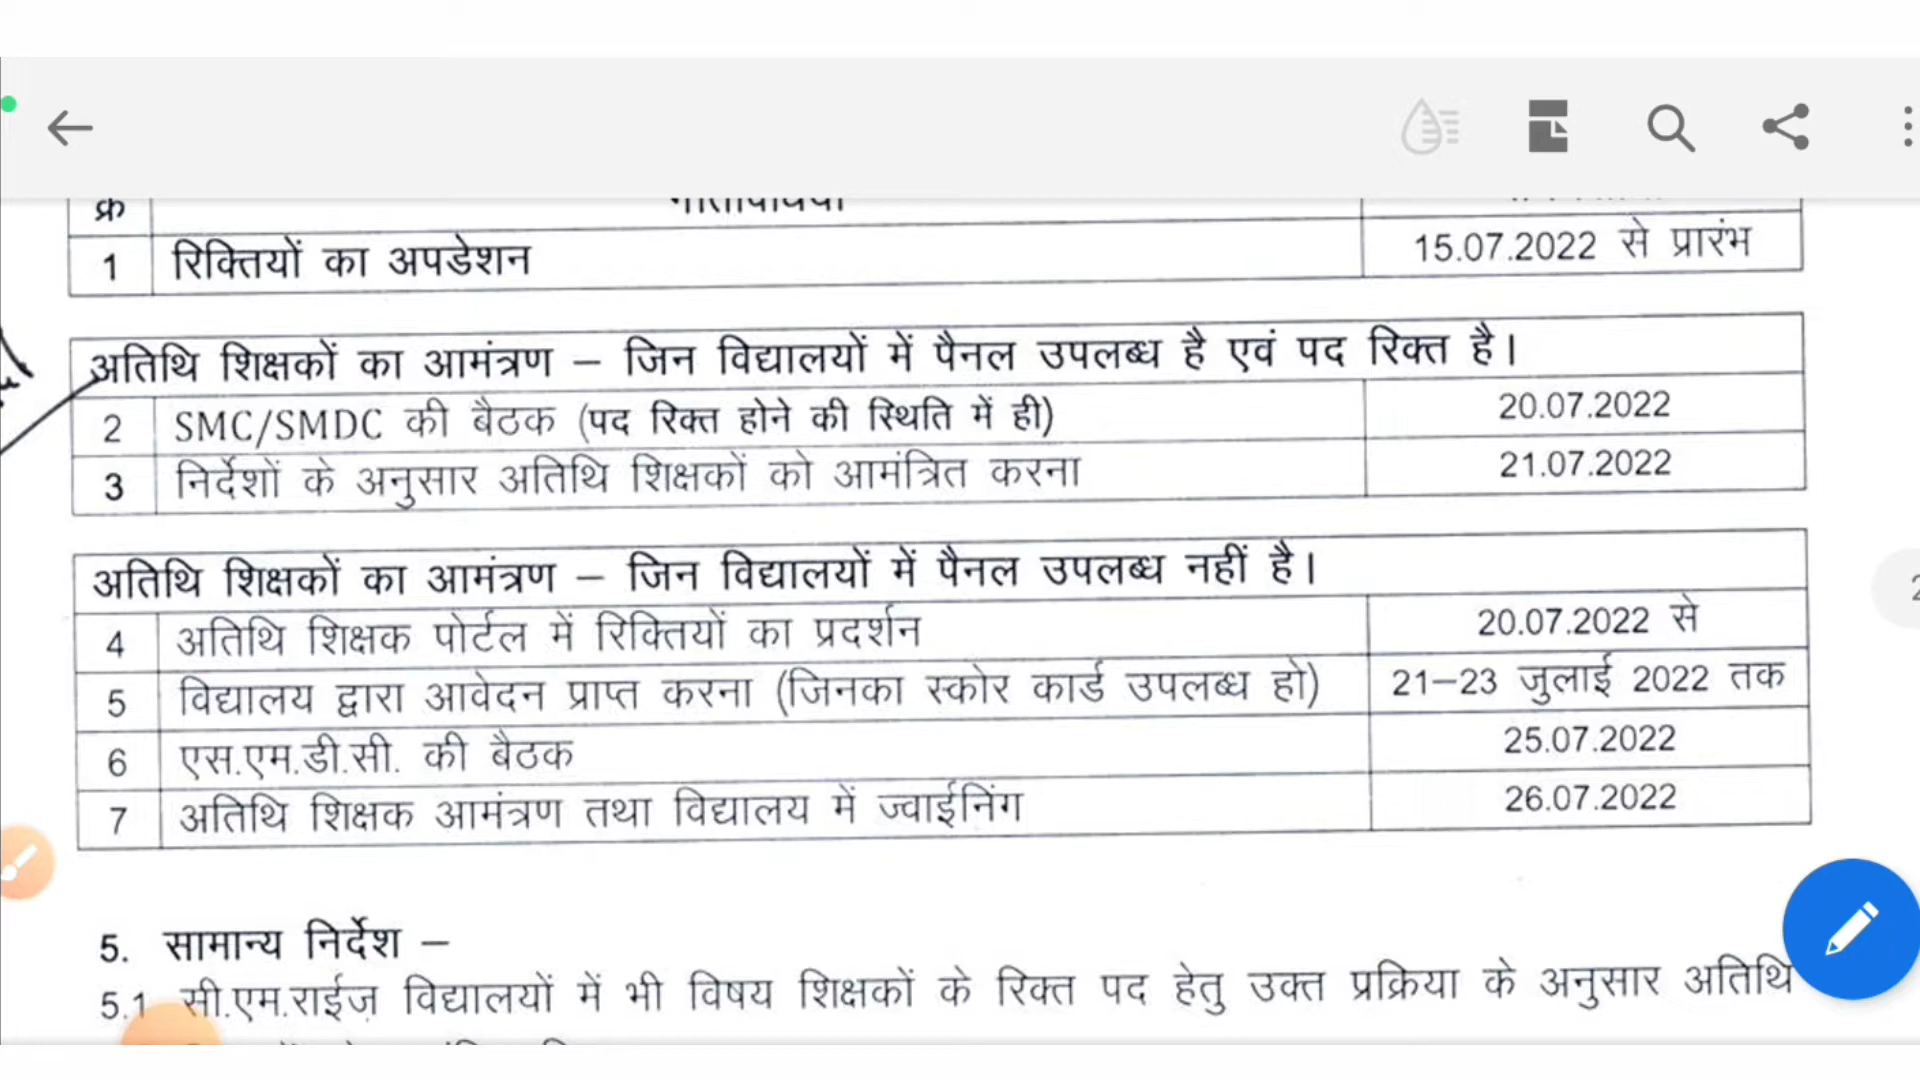 क्र
1 रिक्तियों का अपडेशन 15.07.2022 से प्रारंभ
अतिथि शिक्षकों का आमंत्रण – जिन विद्यालयों में पैनल उपलब्ध है एवं पद रिक्त है।
2 SMC/SMDC की बैठक (पद रिक्त होने की स्थिति में ही) 20.07.2022
3 निर्देशों के अनुसार अतिथि शिक्षकों को आमंत्रित करना 21.07.2022
अतिथि शिक्षकों का आमंत्रण – जिन विद्यालयों में पैनल उपलब्ध नहीं है।
4 अतिथि शिक्षक पोर्टल में रिक्तियों का प्रदर्शन 20.07.2022 से
5 विद्यालय द्वारा आवेदन प्राप्त करना (जिनका स्कोर कार्ड उपलब्ध हो) 21–23 जुलाई 2022 तक
6 एस.एम.डी.सी. की बैठक 25.07.2022
7 अतिथि शिक्षक आमंत्रण तथा विद्यालय में ज्वाईनिंग 26.07.2022
5. सामान्य निर्देश –
5.1 सी.एम.राईज़ विद्यालयों में भी विषय शिक्षकों के रिक्त पद हेतु उक्त प्रक्रिया के अनुसार अतिथि